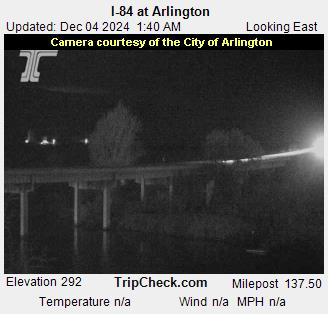 I-84 at Arlington
Updated: Dec 04 2024 1:40 AM Looking East
Camera courtesy of the City of Arlington
Elevation 292 TripCheck.com Milepost 137.50
Temperature n/a Wind n/a MPH n/a